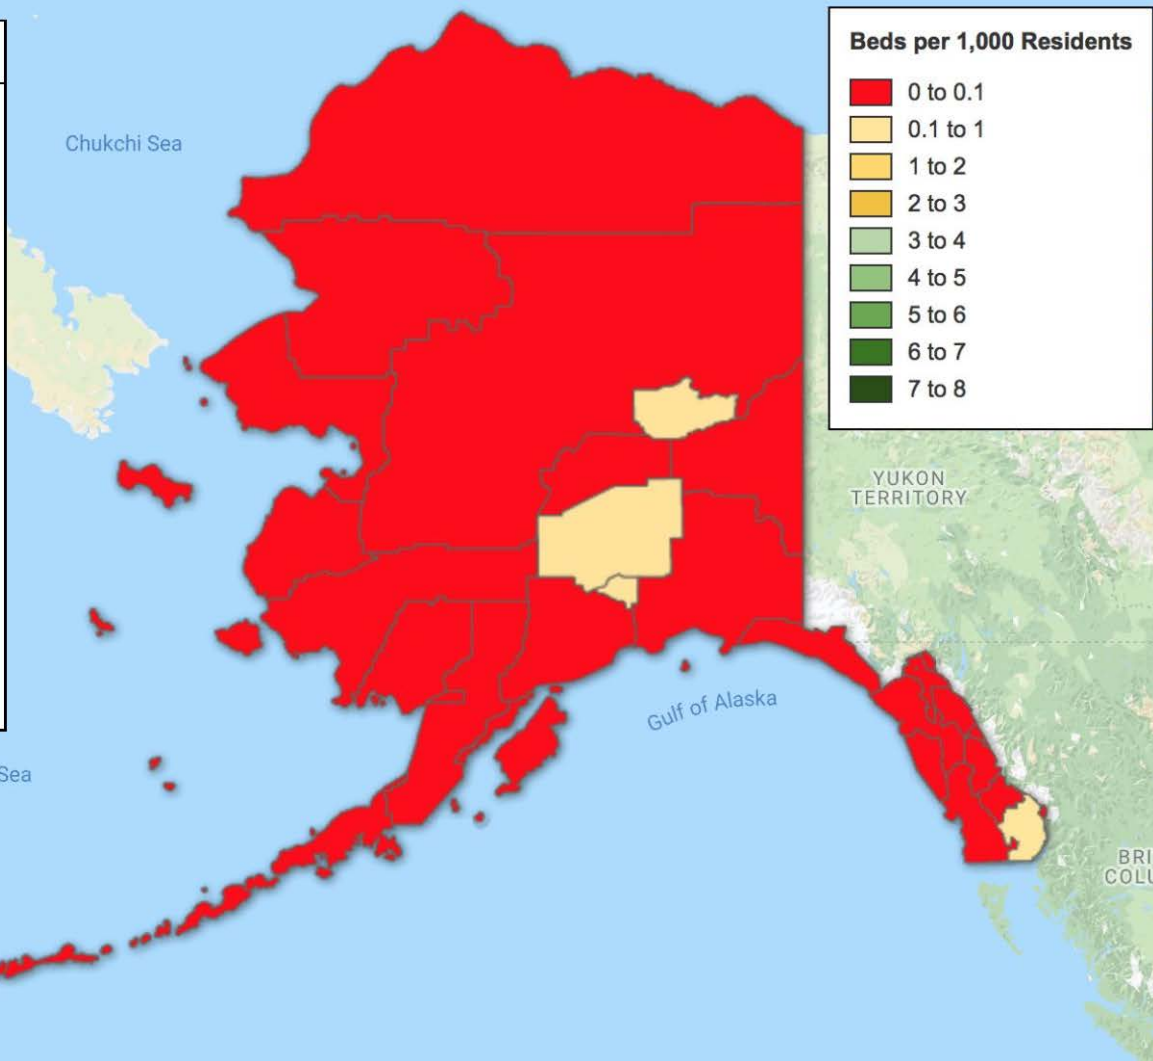 Beds per 1,000 Residents
0 to 0.1
0.1 to 1
1 to 2
2 to 3
3 to 4
4 to 5
5 to 6
6 to 7
7 to 8
Chukchi Sea
YUKON
TERRITORY
Gulf of Alaska
Sea
BRI
COLU